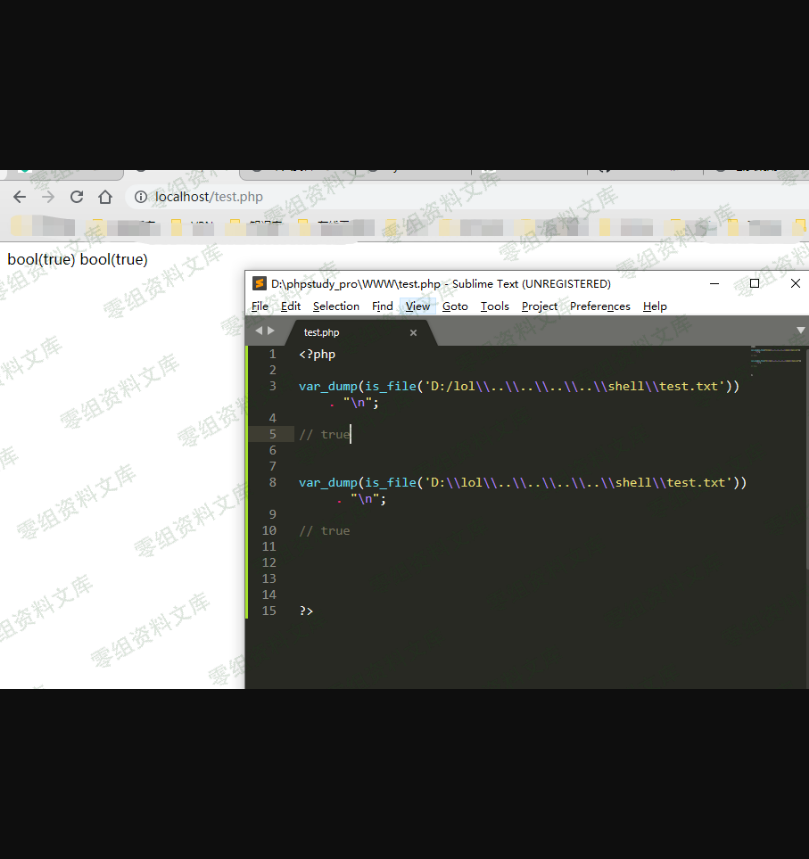 localhost/test.php
bool(true) bool(true)
D:\phpstudy_pro\WWW\test.php - Sublime Text (UNREGISTERED)
File Edit Selection Find View Goto Tools Project Preferences Help
test.php
1 <?php
2
3 var_dump(is_file('D:/lol\\..\\..\\..\\..\\shell\\test.txt'))
. "\n";
4
5 // true
6
7
8 var_dump(is_file('D:\\lol\\..\\..\\..\\..\\shell\\test.txt'))
. "\n";
9
10 // true
11
12
13
14
15 ?>
零组资料文库